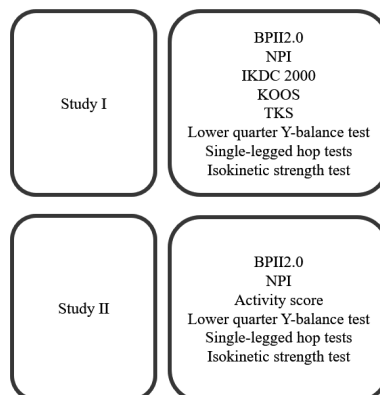 Study I
BPII2.0
NPI
IKDC 2000
KOOS
TKS
Lower quarter Y-balance test
Single-legged hop tests
Isokinetic strength test
Study II
BPII2.0
NPI
Activity score
Lower quarter Y-balance test
Single-legged hop tests
Isokinetic strength test